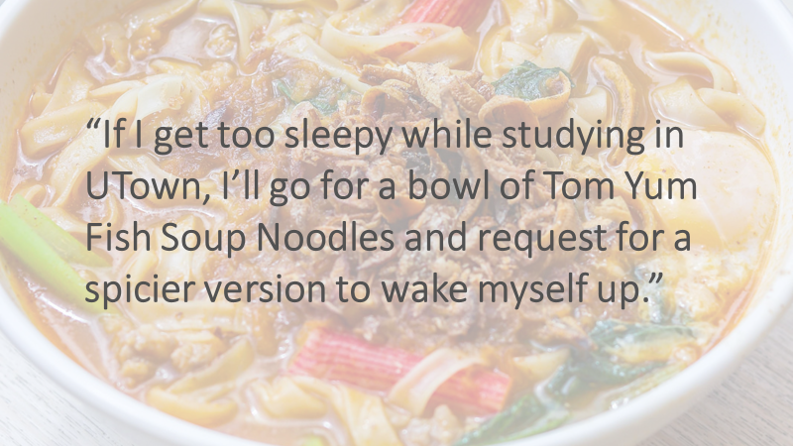 “If I get too sleepy while studying in
UTown, I’ll go for a bowl of Tom Yum
Fish Soup Noodles and request for a
spicier version to wake myself up.”